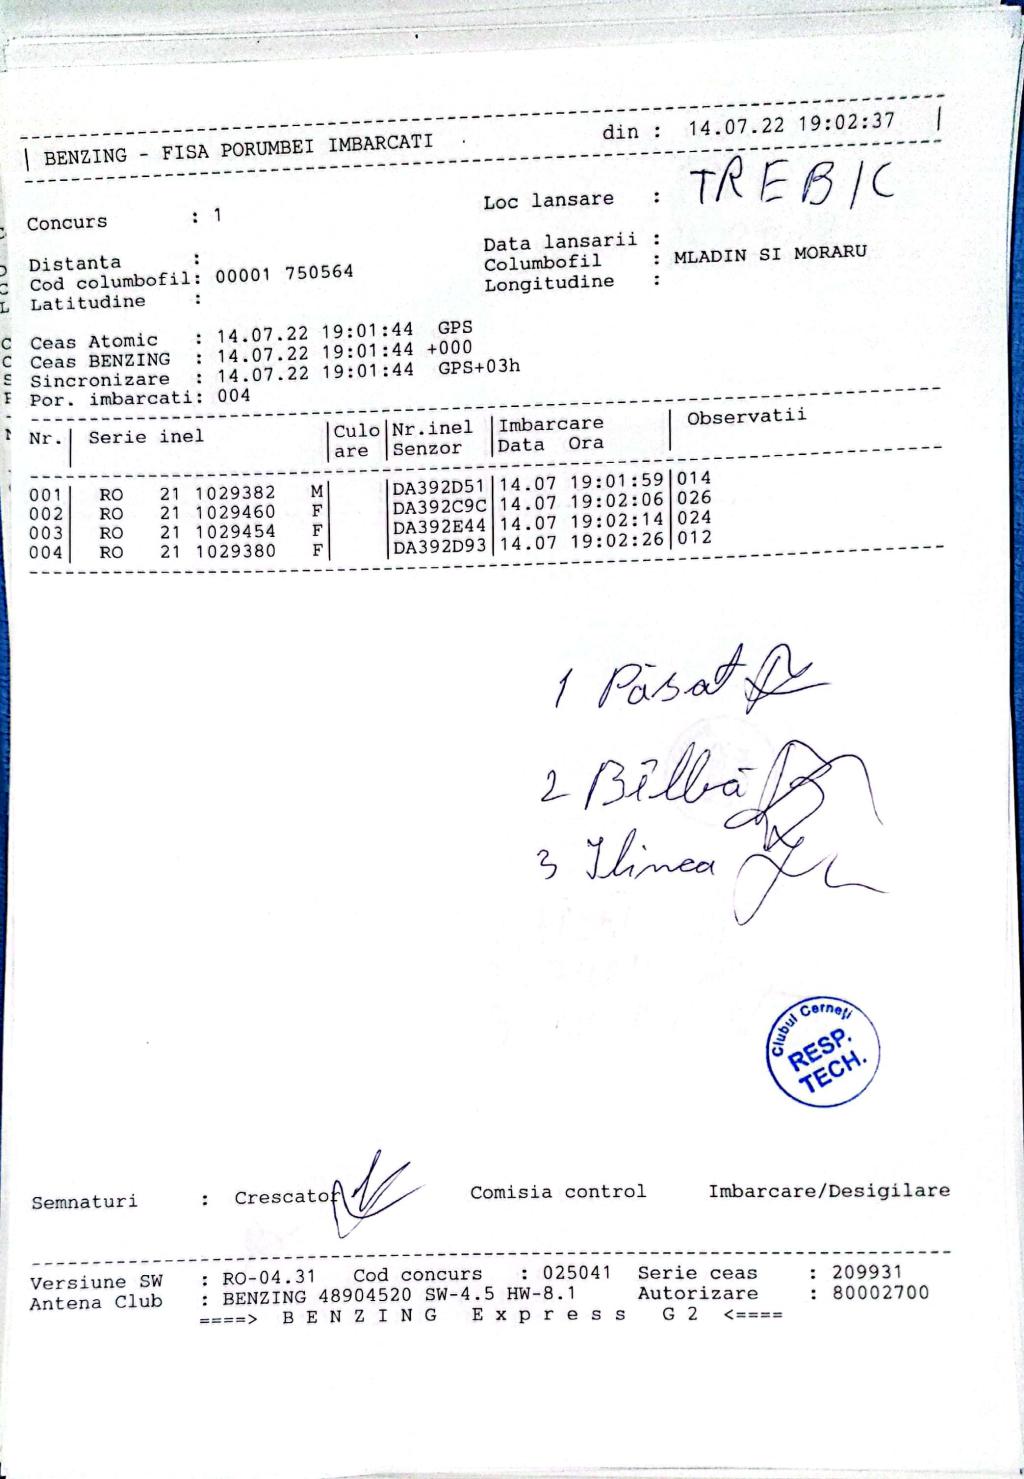 | BENZING - FISA PORUMBEI IMBARCATI din : 14.07.22 19:02:37 |
Concurs : 1 Loc lansare : TREBIC
Data lansarii :
Distanta : Columbofil : MLADIN SI MORARU
Cod columbofil: 00001 750564 Longitudine :
Latitudine :
Ceas Atomic : 14.07.22 19:01:44 GPS
Ceas BENZING : 14.07.22 19:01:44 +000
Sincronizare : 14.07.22 19:01:44 GPS+03h
Por. imbarcati: 004
Nr.| Serie inel |Culo|Nr.inel |Imbarcare | Observatii
|are |Senzor |Data Ora |
001| RO 21 1029382 M| |DA392D51|14.07 19:01:59|014
002| RO 21 1029460 F| |DA392C9C|14.07 19:02:06|026
003| RO 21 1029454 F| |DA392E44|14.07 19:02:14|024
004| RO 21 1029380 F| |DA392D93|14.07 19:02:26|012
1 Păsat
2 Bîlbă
3 Ilinea
Clubul Cerneți
RESP.
TECH.
Semnaturi : Crescator Comisia control Imbarcare/Desigilare
Versiune SW : RO-04.31 Cod concurs : 025041 Serie ceas : 209931
Antena Club : BENZING 48904520 SW-4.5 HW-8.1 Autorizare : 80002700
====> B E N Z I N G E x p r e s s G 2 <====